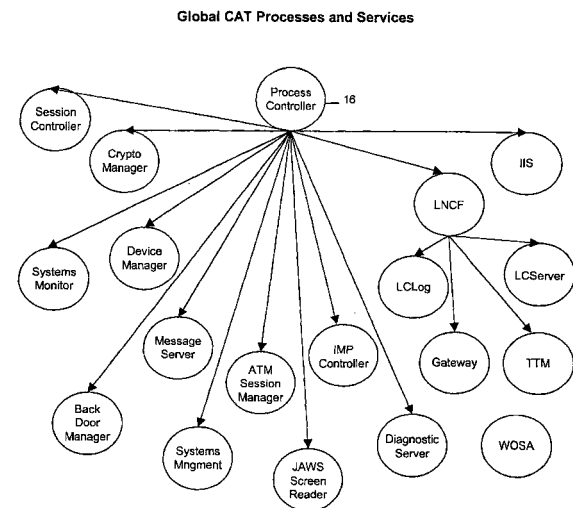 Global CAT Processes and Services
Process
Controller
16
Session
Controller
Crypto
Manager
IIS
LNCF
Device
Manager
Systems
Monitor
LCLog
LCServer
Message
Server
IMP
Controller
Gateway
TTM
ATM
Session
Manager
Back
Door
Manager
Systems
Mngment
JAWS
Screen
Reader
Diagnostic
Server
WOSA